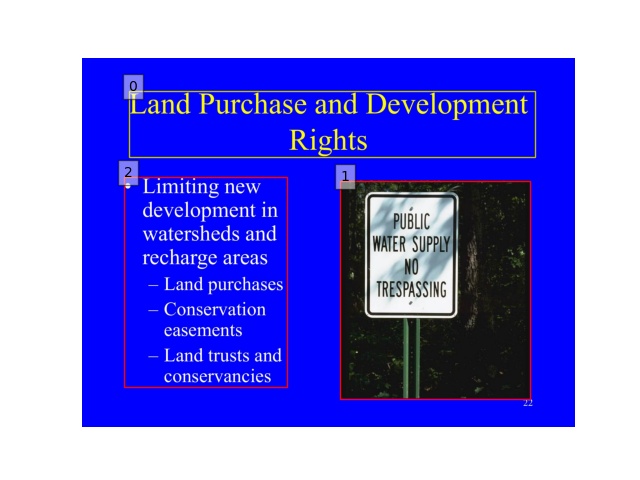 0
Land Purchase and Development
Rights
2
• Limiting new
development in
watersheds and
recharge areas
– Land purchases
– Conservation
easements
– Land trusts and
conservancies
1
PUBLIC
WATER SUPPLY
NO
TRESPASSING
22